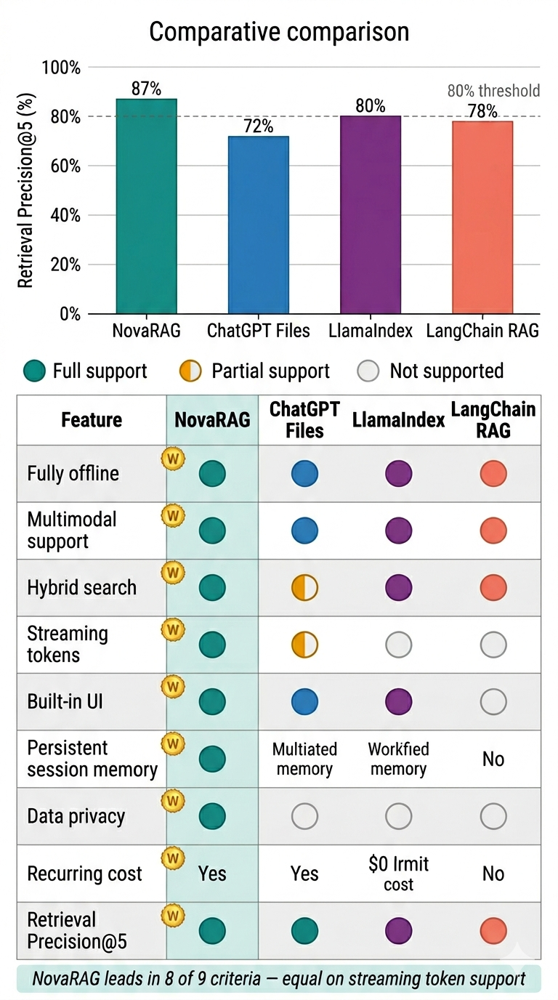 Comparative comparison
Retrieval Precision@5 (%)
100%
80%
60%
40%
20%
0%
87%
72%
80%
78%
80% threshold
NovaRAG
ChatGPT Files
LlamaIndex
LangChain RAG
Full support
Partial support
Not supported
Feature
NovaRAG
ChatGPT
Files
LlamaIndex
LangChain
RAG
Fully offline
W
Multimodal
support
W
Hybrid search
W
Streaming
tokens
W
Built-in UI
W
Persistent
session memory
W
Multiated
memory
Workfied
memory
No
Data privacy
W
Recurring cost
W
Yes
Yes
$0 Irmit
cost
No
Retrieval
Precision@5
W
NovaRAG leads in 8 of 9 criteria — equal on streaming token support